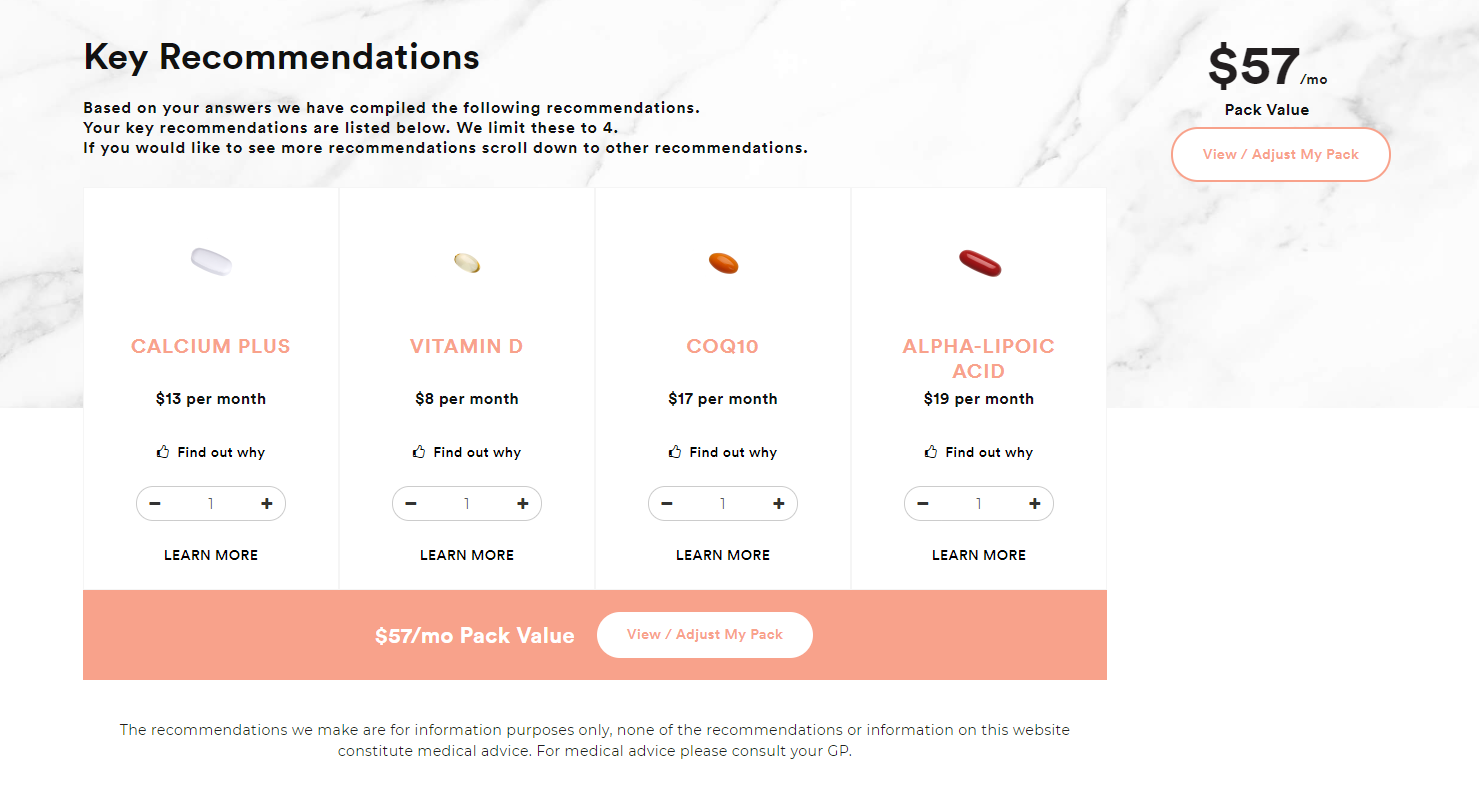 Key Recommendations
Based on your answers we have compiled the following recommendations.
Your key recommendations are listed below. We limit these to 4.
If you would like to see more recommendations scroll down to other recommendations.
$57/mo
Pack Value
View / Adjust My Pack
CALCIUM PLUS
$13 per month
Find out why
1
LEARN MORE
VITAMIN D
$8 per month
Find out why
1
LEARN MORE
COQ10
$17 per month
Find out why
1
LEARN MORE
ALPHA-LIPOIC
ACID
$19 per month
Find out why
1
LEARN MORE
$57/mo Pack Value
View / Adjust My Pack
The recommendations we make are for information purposes only, none of the recommendations or information on this website
constitute medical advice. For medical advice please consult your GP.